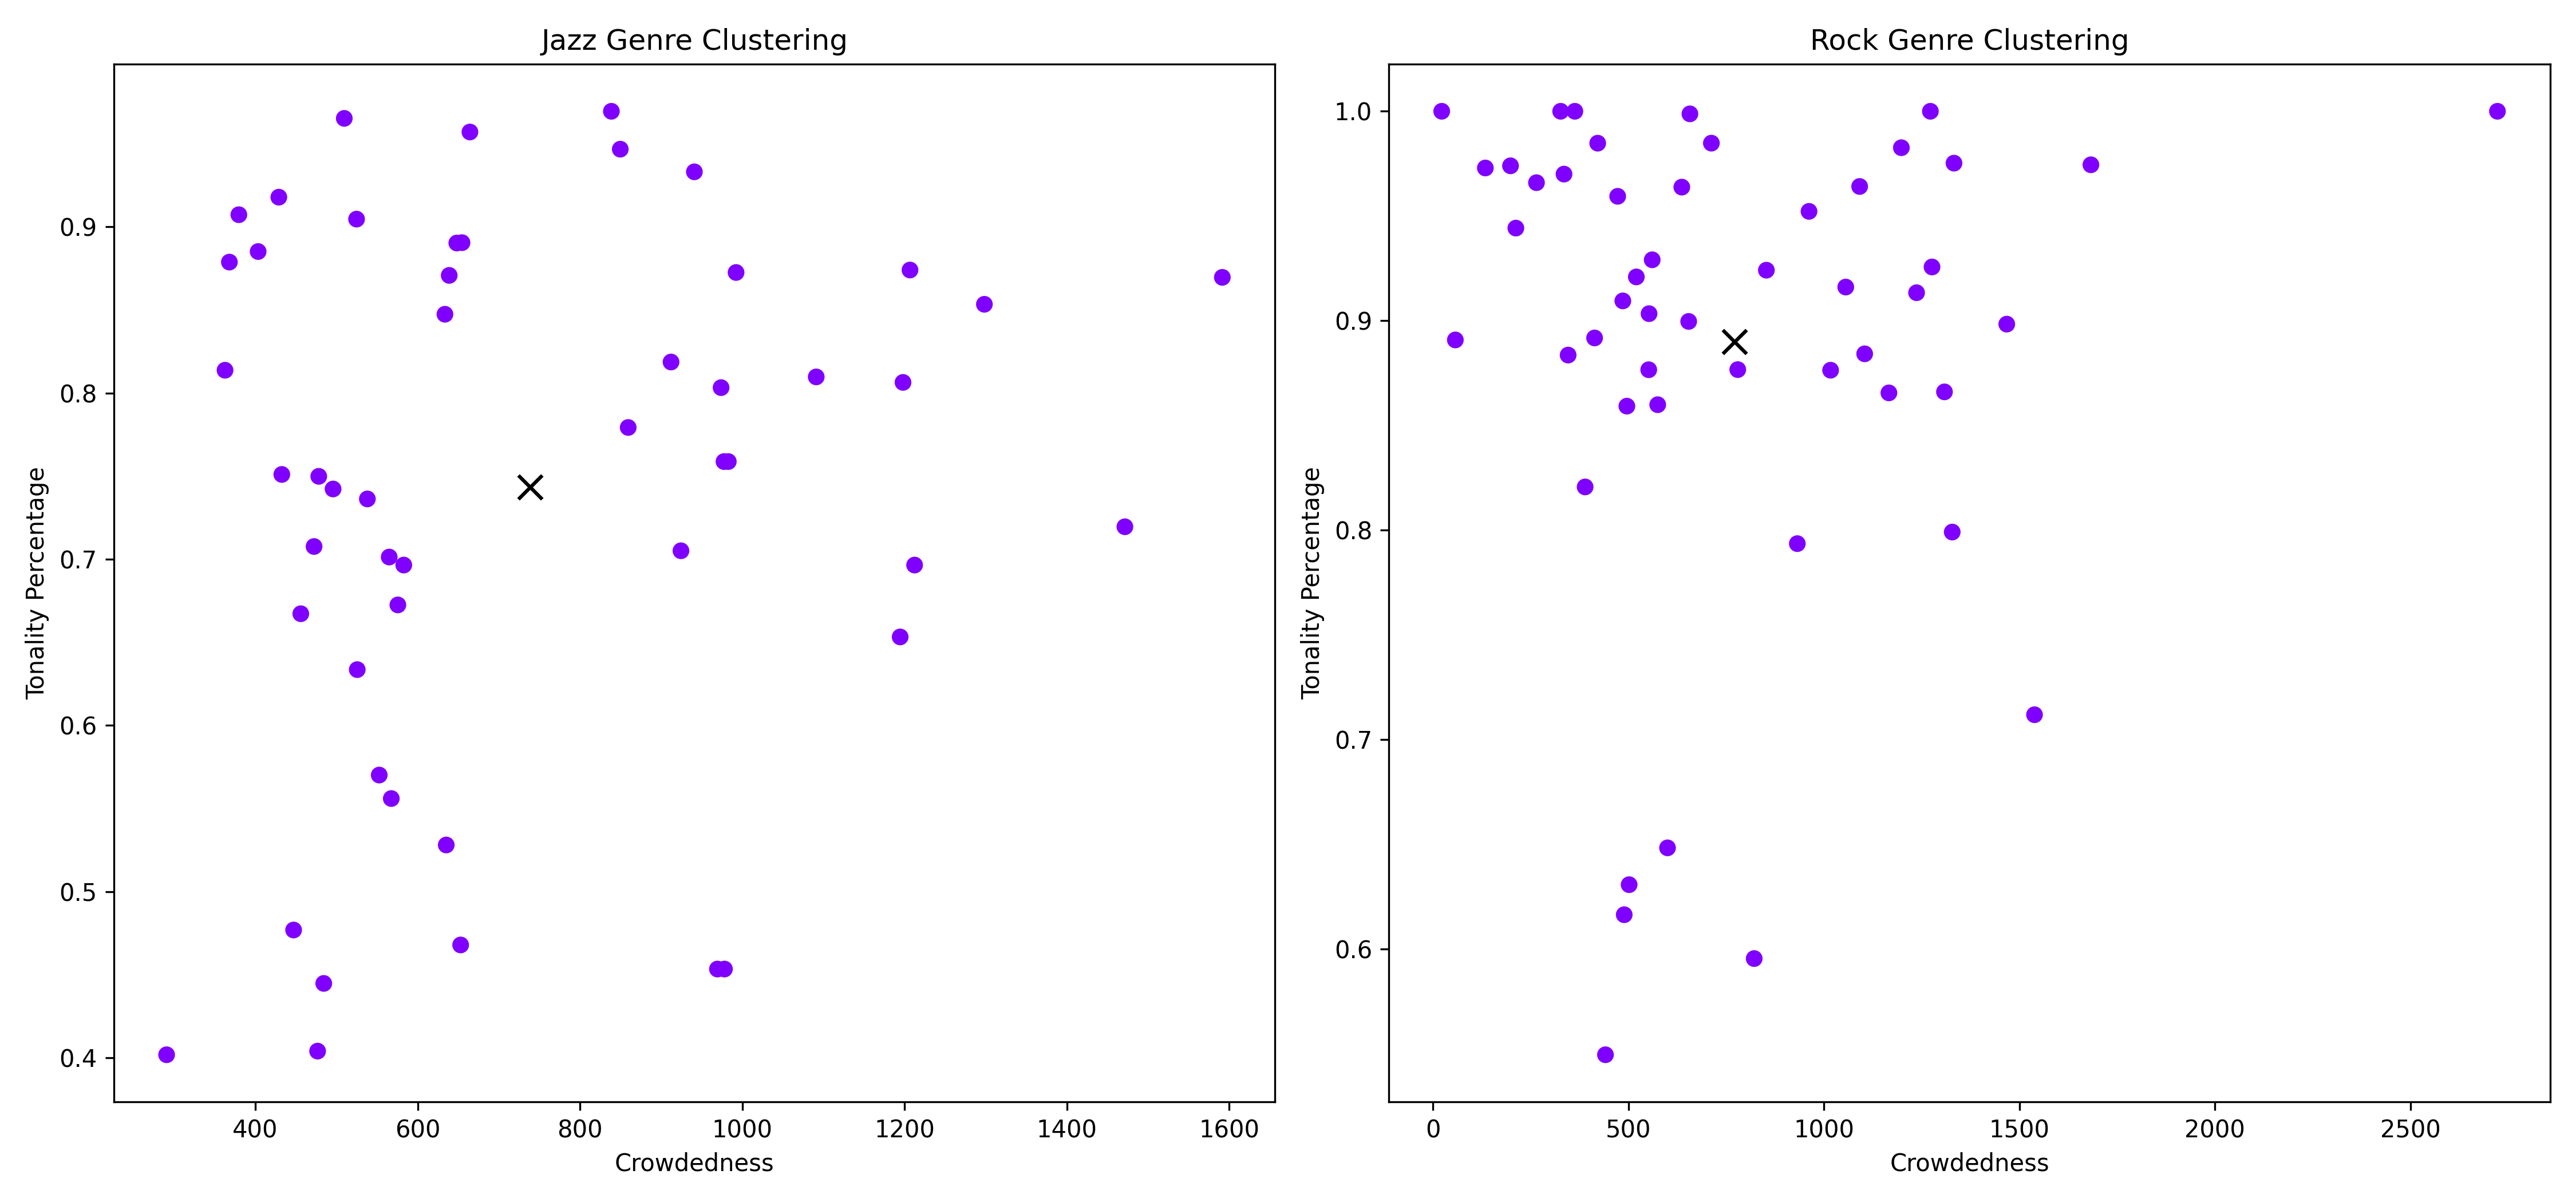 Jazz Genre Clustering
Tonality Percentage
0.9
0.8
0.7
0.6
0.5
0.4
400 600 800 1000 1200 1400 1600
Crowdedness
Rock Genre Clustering
Tonality Percentage
1.0
0.9
0.8
0.7
0.6
0 500 1000 1500 2000 2500
Crowdedness